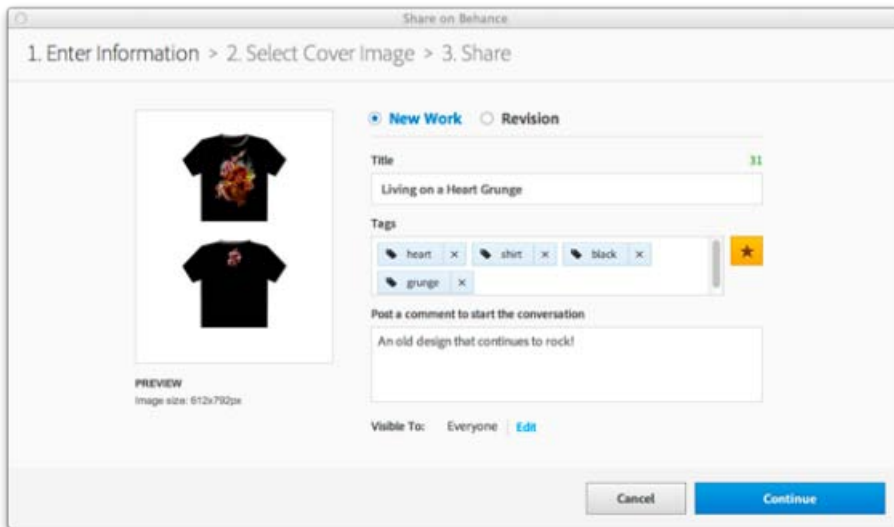 Share on Behance
1. Enter Information > 2. Select Cover Image > 3. Share
New Work Revision
Title 31
Living on a Heart Grunge
Tags
heart × shirt × black ×
grunge ×
Post a comment to start the conversation
An old design that continues to rock!
PREVIEW
Image size: 612x792px
Visible To: Everyone Edit
Cancel Continue